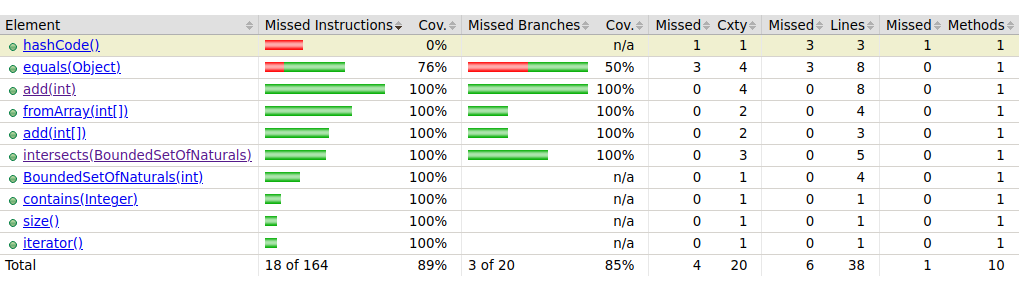 Element Missed Instructions Cov. Missed Branches Cov. Missed Cxty Missed Lines Missed Methods
hashCode() 0% n/a 1 1 3 3 1 1
equals(Object) 76% 50% 3 4 3 8 0 1
add(int) 100% 100% 0 4 0 8 0 1
fromArray(int[]) 100% 100% 0 2 0 4 0 1
add(int[]) 100% 100% 0 2 0 3 0 1
intersects(BoundedSetOfNaturals) 100% 100% 0 3 0 5 0 1
BoundedSetOfNaturals(int) 100% n/a 0 1 0 4 0 1
contains(Integer) 100% n/a 0 1 0 1 0 1
size() 100% n/a 0 1 0 1 0 1
iterator() 100% n/a 0 1 0 1 0 1
Total 18 of 164 89% 3 of 20 85% 4 20 6 38 1 10